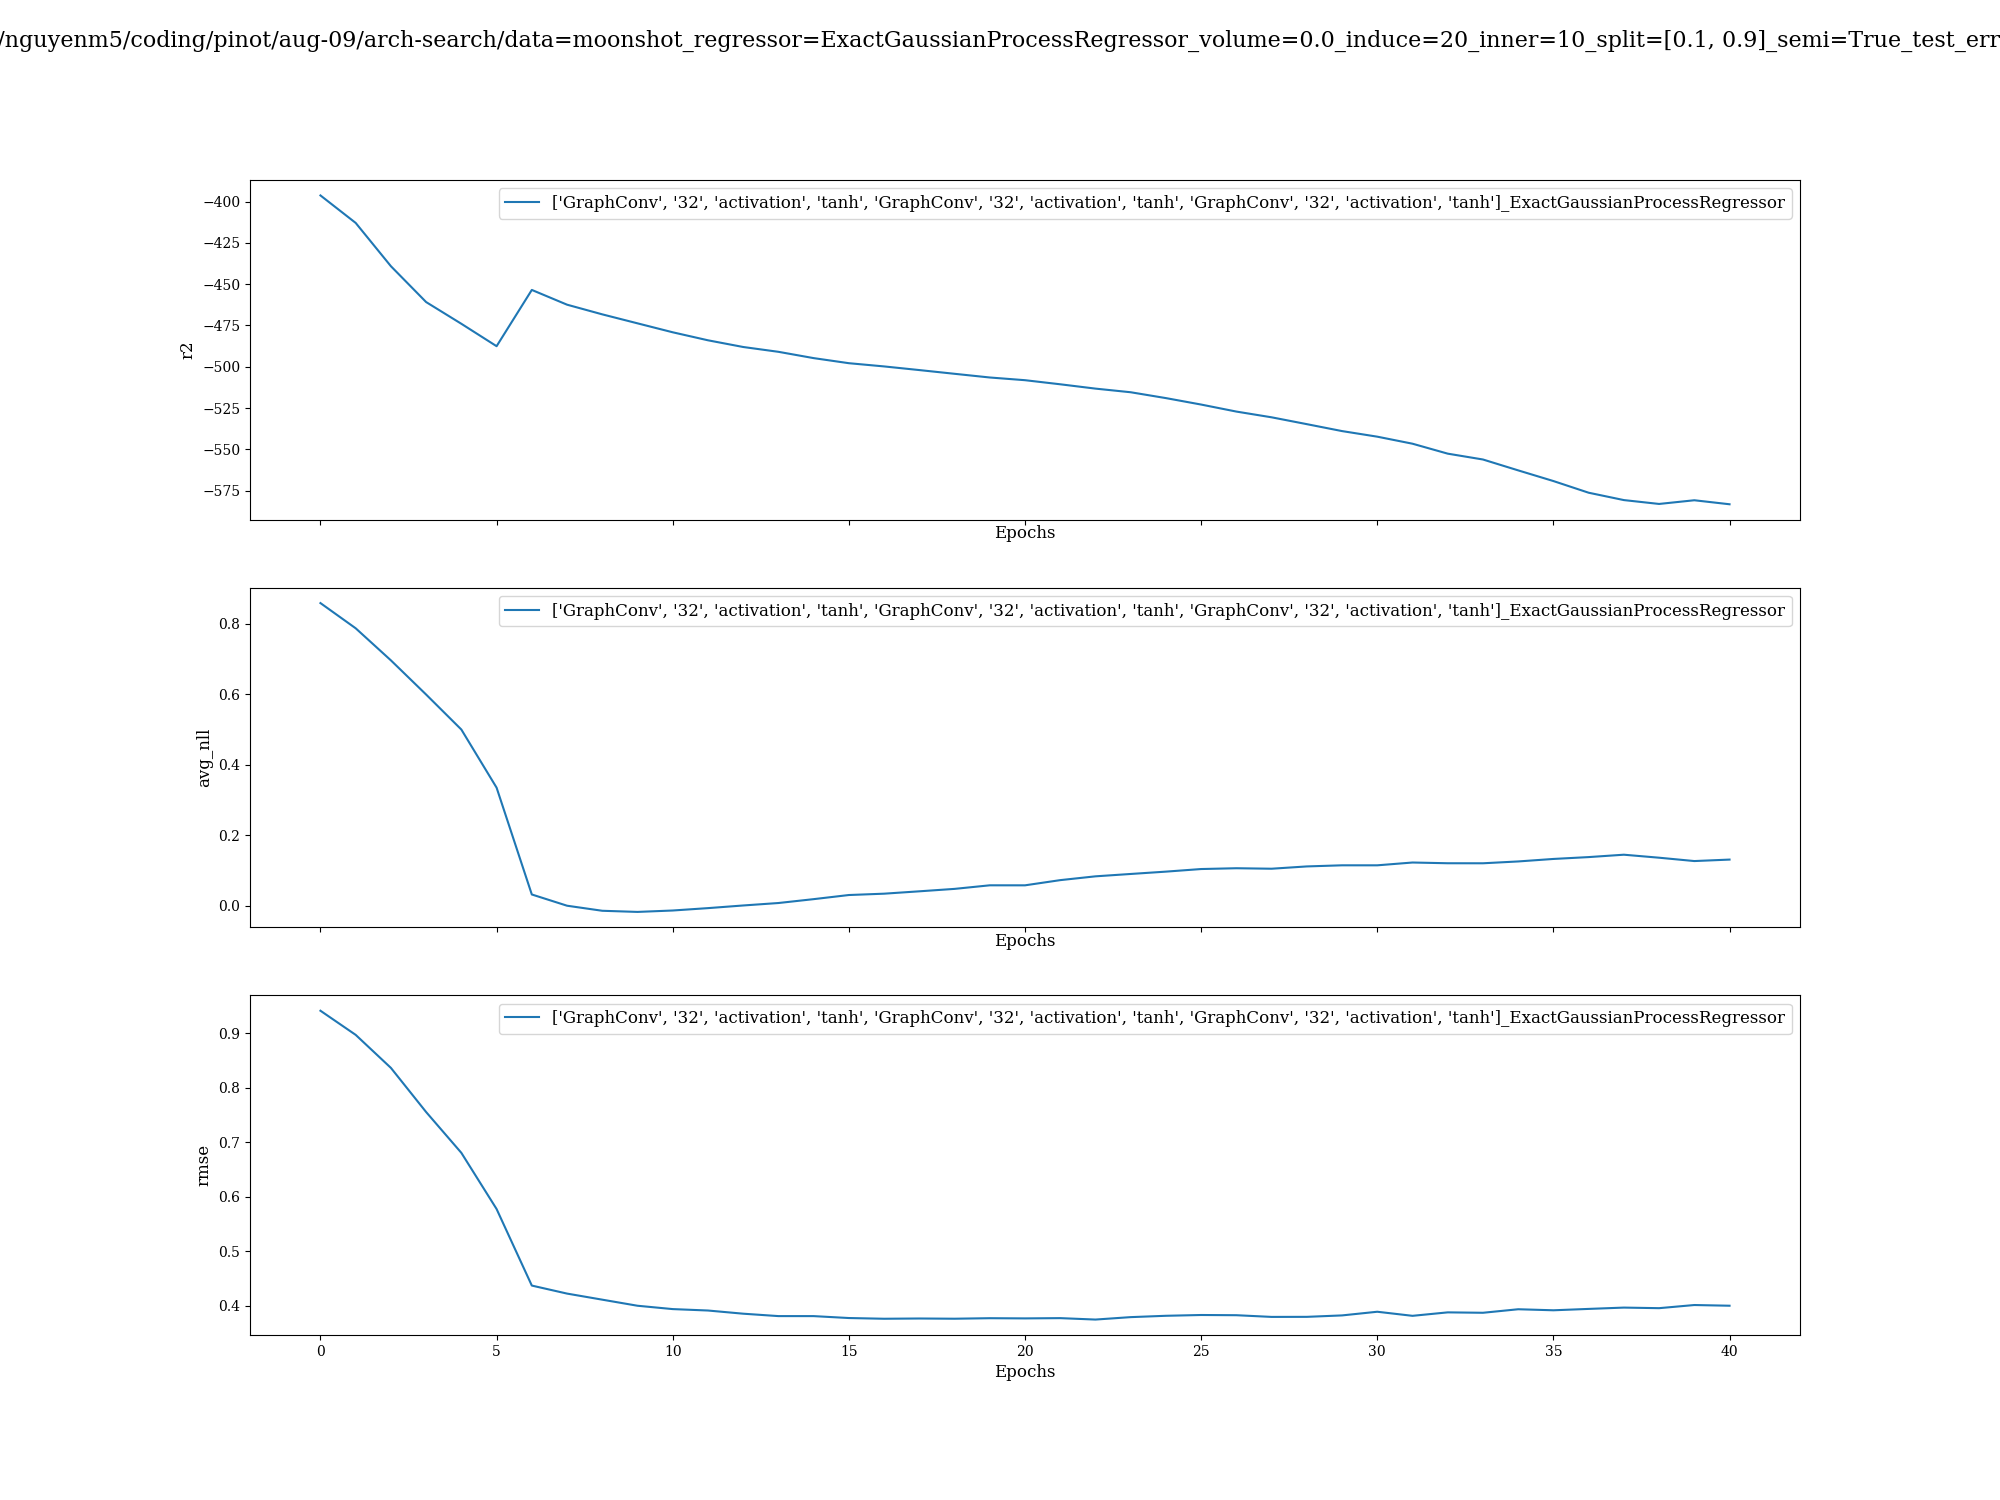 /nguyenm5/coding/pinot/aug-09/arch-search/data=moonshot_regressor=ExactGaussianProcessRegressor_volume=0.0_induce=20_inner=10_split=[0.1, 0.9]_semi=True_test_err
['GraphConv', '32', 'activation', 'tanh', 'GraphConv', '32', 'activation', 'tanh', 'GraphConv', '32', 'activation', 'tanh']_ExactGaussianProcessRegressor
−400
−425
−450
−475
−500
−525
−550
−575
r2
Epochs
['GraphConv', '32', 'activation', 'tanh', 'GraphConv', '32', 'activation', 'tanh', 'GraphConv', '32', 'activation', 'tanh']_ExactGaussianProcessRegressor
0.8
0.6
0.4
0.2
0.0
avg_nll
Epochs
['GraphConv', '32', 'activation', 'tanh', 'GraphConv', '32', 'activation', 'tanh', 'GraphConv', '32', 'activation', 'tanh']_ExactGaussianProcessRegressor
0.9
0.8
0.7
0.6
0.5
0.4
rmse
0 5 10 15 20 25 30 35 40
Epochs